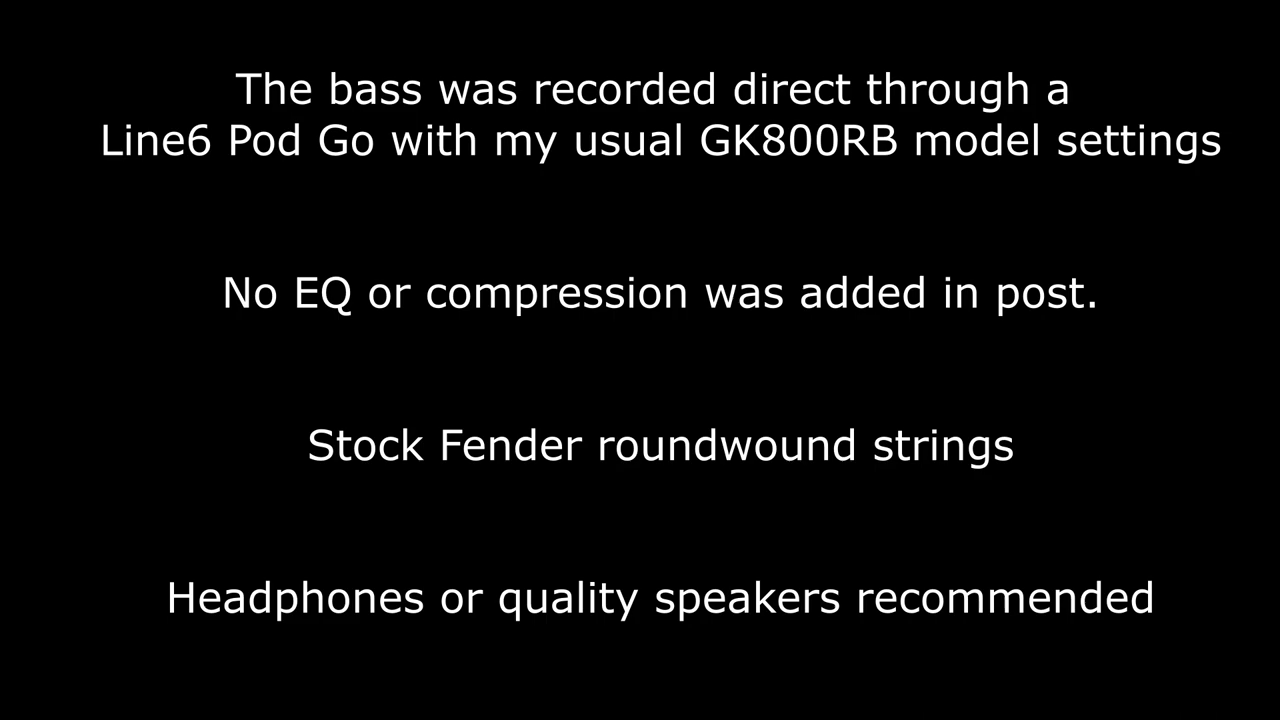 The bass was recorded direct through a
Line6 Pod Go with my usual GK800RB model settings
No EQ or compression was added in post.
Stock Fender roundwound strings
Headphones or quality speakers recommended